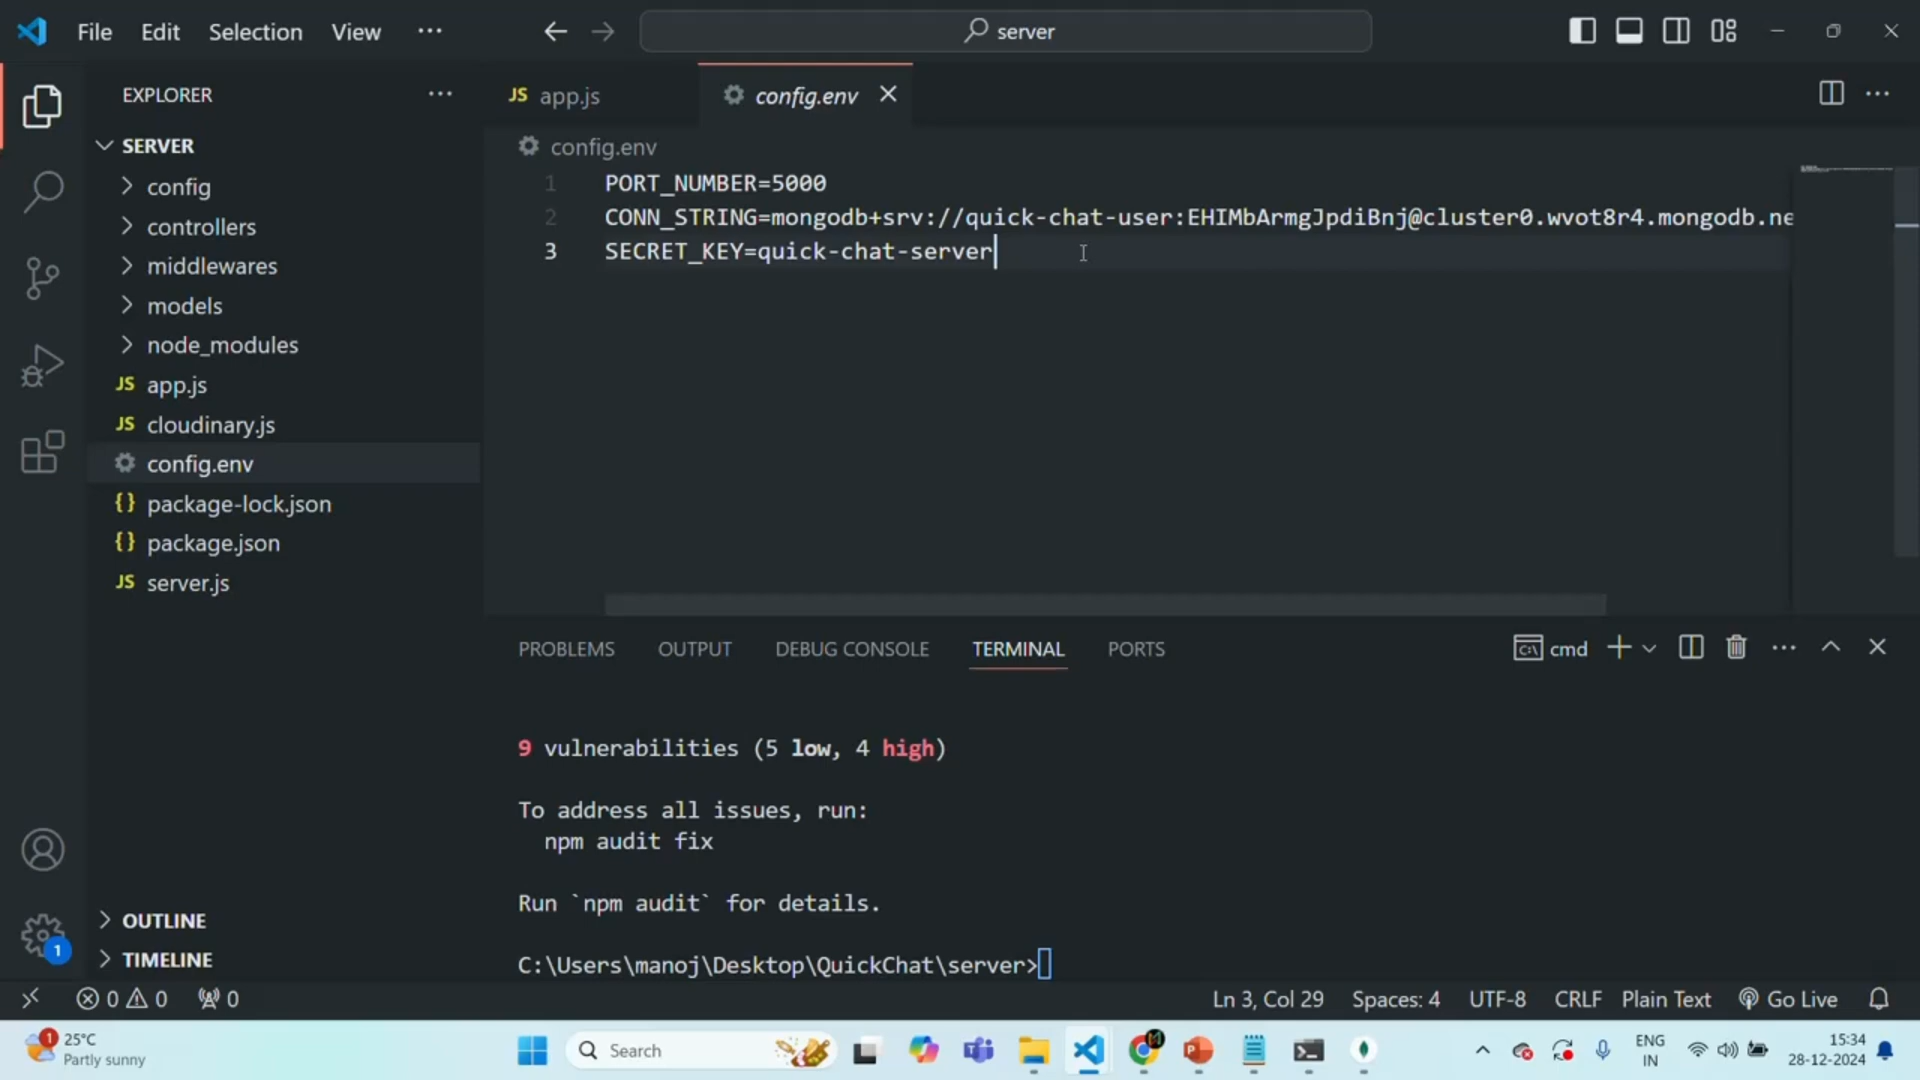 File Edit Selection View ···
server
EXPLORER ···
JS app.js
config.env
SERVER
config.env
config
controllers
middlewares
models
node_modules
JS app.js
JS cloudinary.js
config.env
{} package-lock.json
{} package.json
JS server.js
1 PORT_NUMBER=5000
2 CONN_STRING=mongodb+srv://quick-chat-user:EHIMbArmgJpdiBnj@cluster0.wvot8r4.mongodb.ne
3 SECRET_KEY=quick-chat-server
PROBLEMS OUTPUT DEBUG CONSOLE TERMINAL PORTS
cmd
9 vulnerabilities (5 low, 4 high)
To address all issues, run:
npm audit fix
Run `npm audit` for details.
C:\Users\manoj\Desktop\QuickChat\server>
OUTLINE
TIMELINE
1
0 0 0
Ln 3, Col 29 Spaces: 4 UTF-8 CRLF Plain Text Go Live
1
25°C
Partly sunny
Search
M
ENG
IN
15:34
28-12-2024